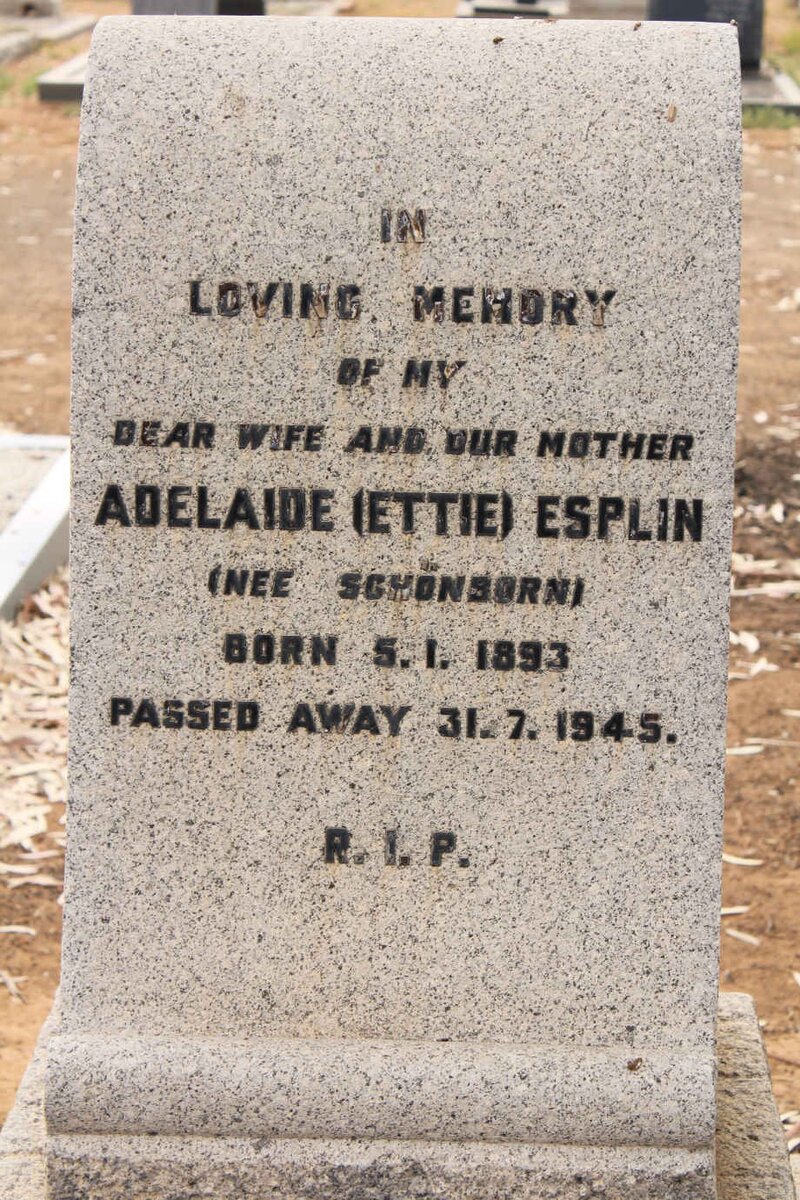 IN
LOVING MEMORY
OF MY
DEAR WIFE AND OUR MOTHER
ADELAIDE (ETTIE) ESPLIN
(NEE SCHÖNBORN)
BORN 5. 1. 1893
PASSED AWAY 31. 7. 1945.
R. I. P.